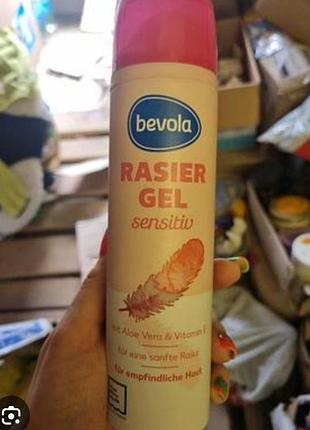 bevola
RASIER
GEL
sensitiv
mit Aloe Vera & Vitamin E
für eine sanfte Rasur
für empfindliche Haut